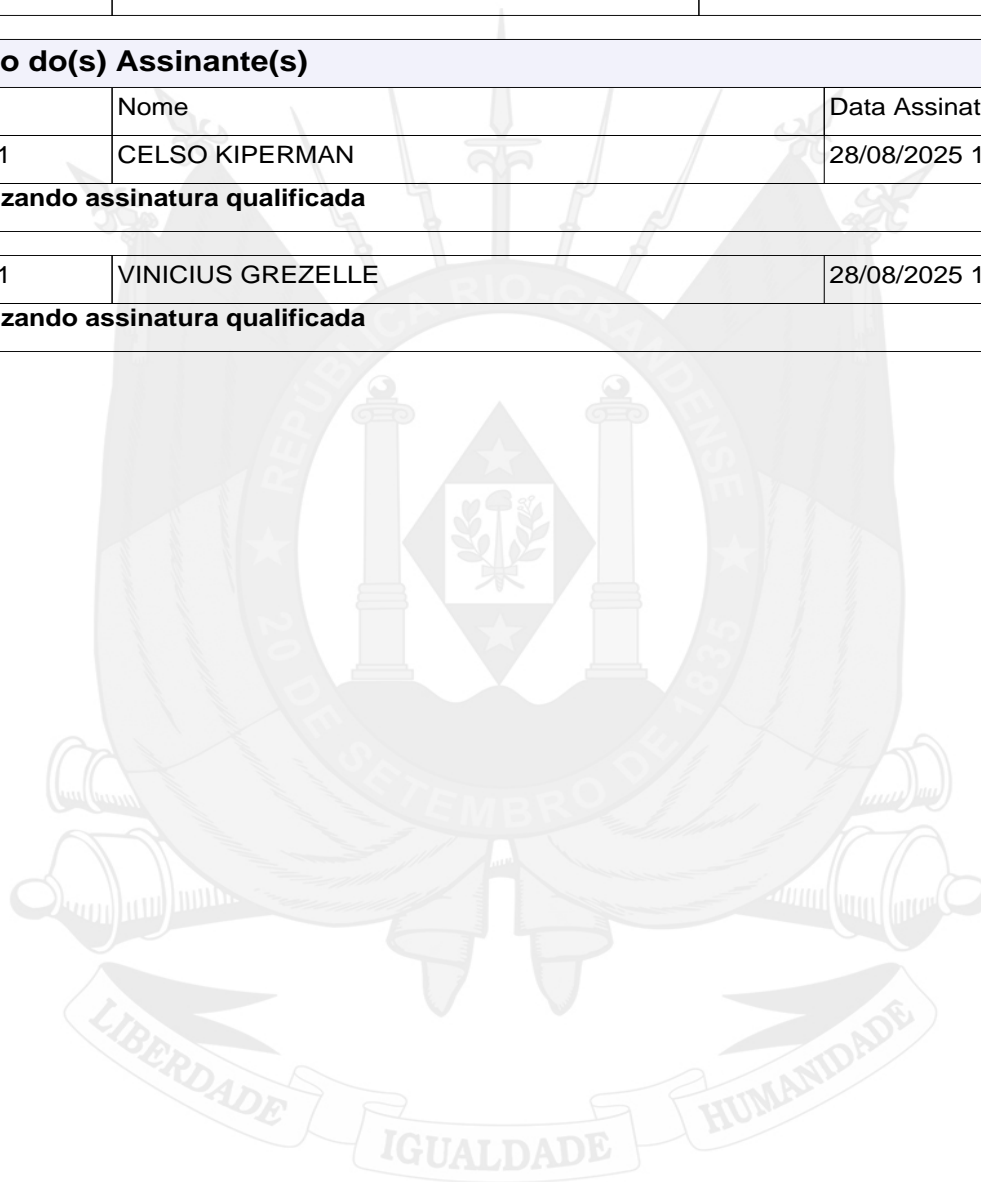 o do(s) Assinante(s)
Nome Data Assinat
1 CELSO KIPERMAN 28/08/2025 1
zando assinatura qualificada
1 VINICIUS GREZELLE 28/08/2025 1
zando assinatura qualificada
REPÚBLICA RIO-GRANDENSE
20 DE SETEMBRO DE 1835
LIBERDADE
IGUALDADE
HUMANIDADE